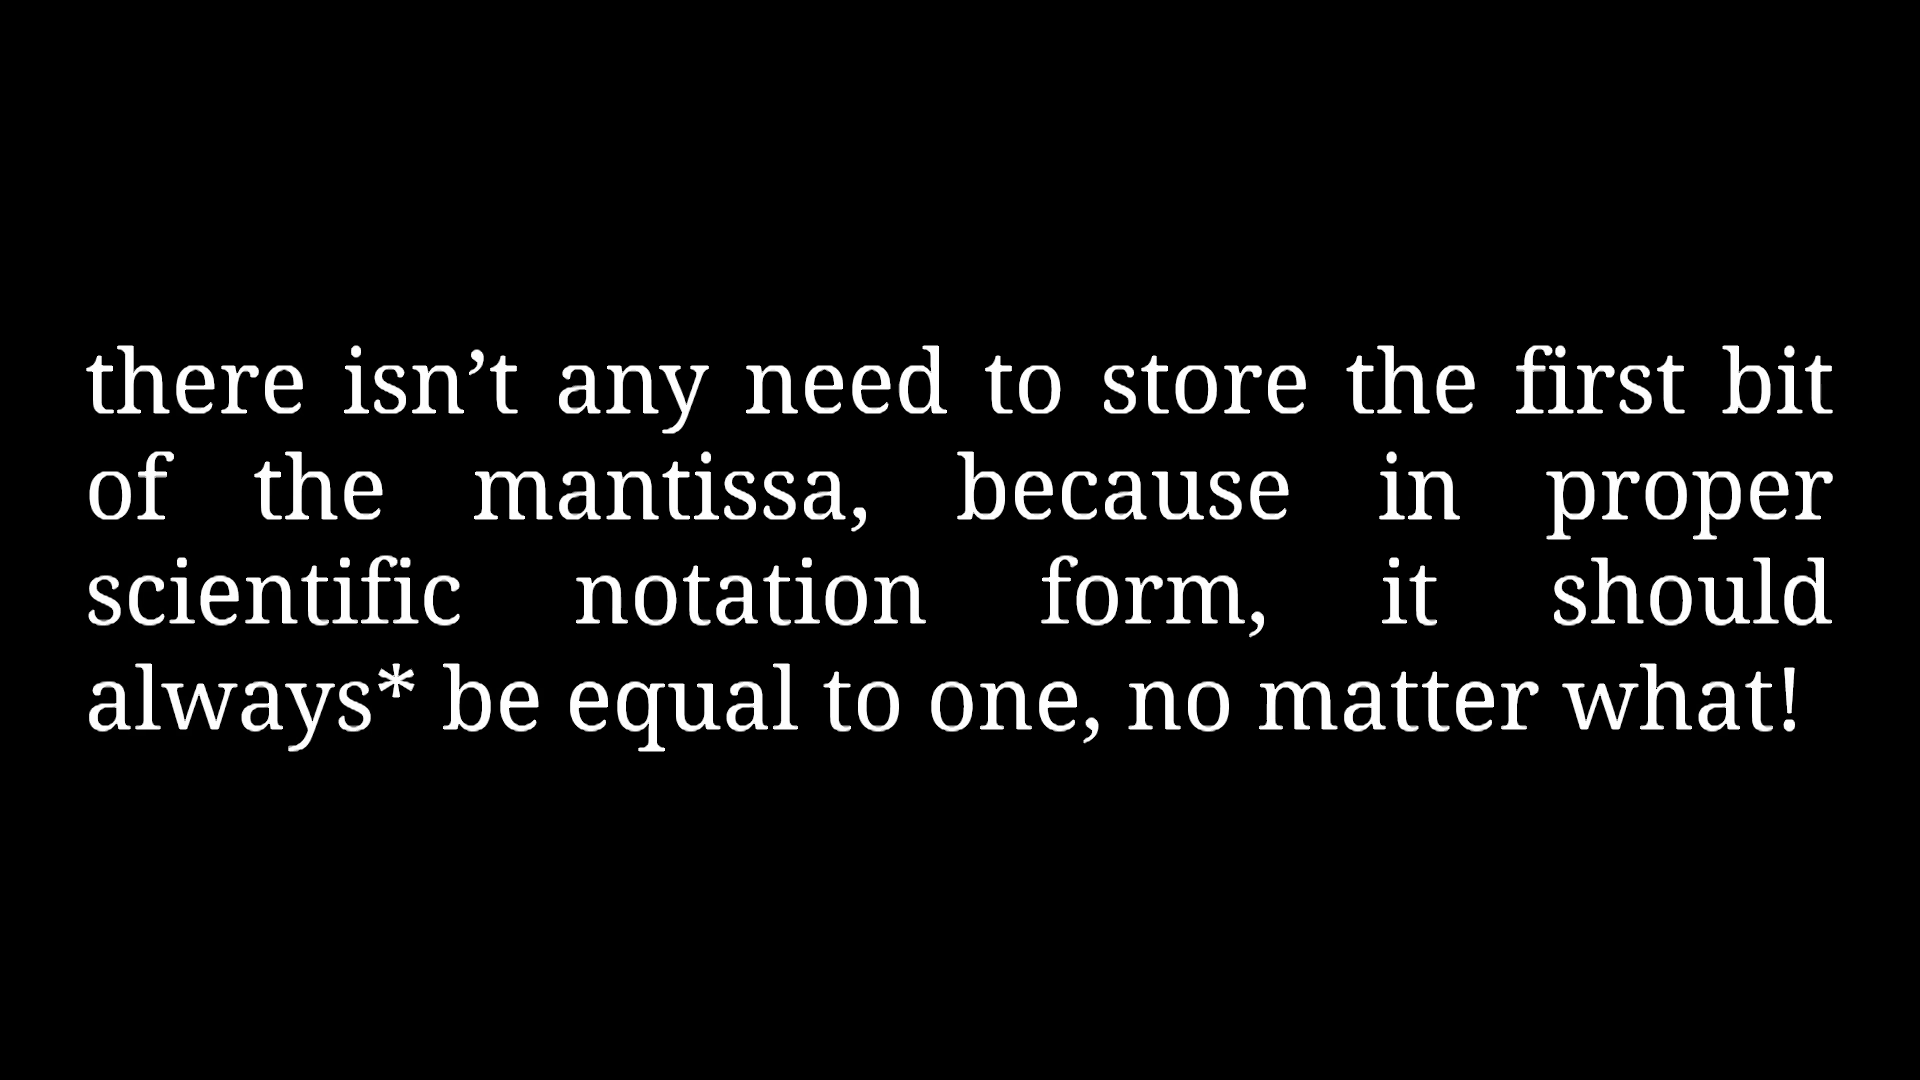 there isn’t any need to store the first bit
of the mantissa, because in proper
scientific notation form, it should
always* be equal to one, no matter what!